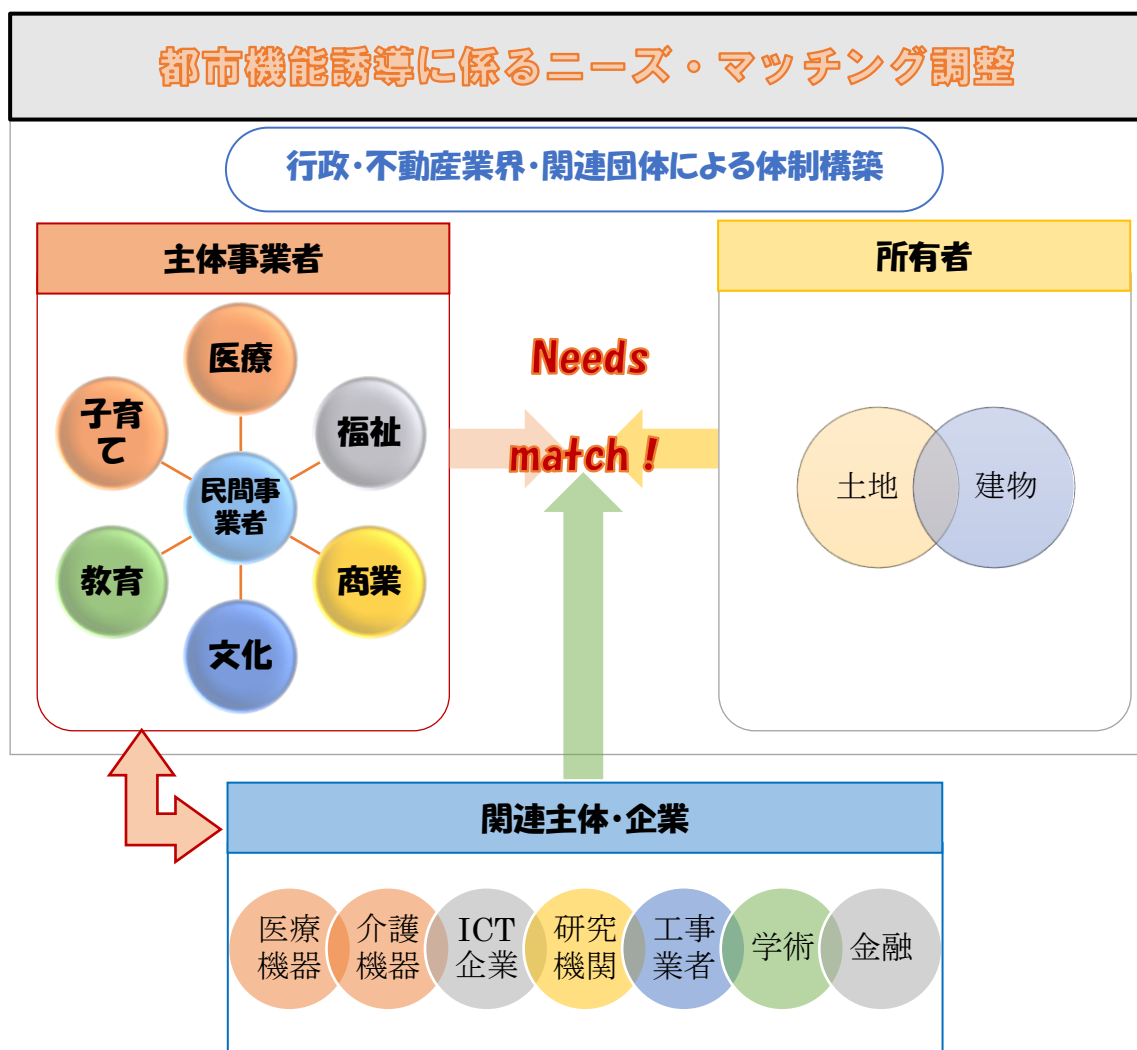 都市機能誘導に係るニーズ・マッチング調整
行政・不動産業界・関連団体による体制構築
主体事業者
医療
子育
て
福祉
民間事
業者
教育
商業
文化
Needs
match！
所有者
土地
建物
関連主体・企業
医療
機器
介護
機器
ICT
企業
研究
機関
工事
業者
学術
金融